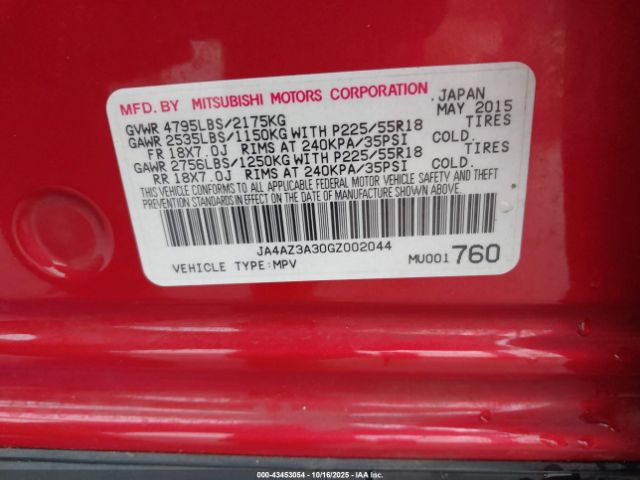 MFD. BY MITSUBISHI MOTORS CORPORATION JAPAN
GVWR 4795LBS/2175KG MAY 2015
GAWR 2535LBS/1150KG WITH P225/55R18 TIRES
FR 18X7.0J RIMS AT 240KPA/35PSI COLD.
GAWR 2756LBS/1250KG WITH P225/55R18 TIRES
RR 18X7.0J RIMS AT 240KPA/35PSI COLD.
THIS VEHICLE CONFORMS TO ALL APPLICABLE FEDERAL MOTOR VEHICLE SAFETY AND THEFT
PREVENTION STANDARDS IN EFFECT ON THE DATE OF MANUFACTURE SHOWN ABOVE.
JA4AZ3A30GZ002044
VEHICLE TYPE:MPV MU001760
000-43453054 | 10/16/2025 | IAA Inc.